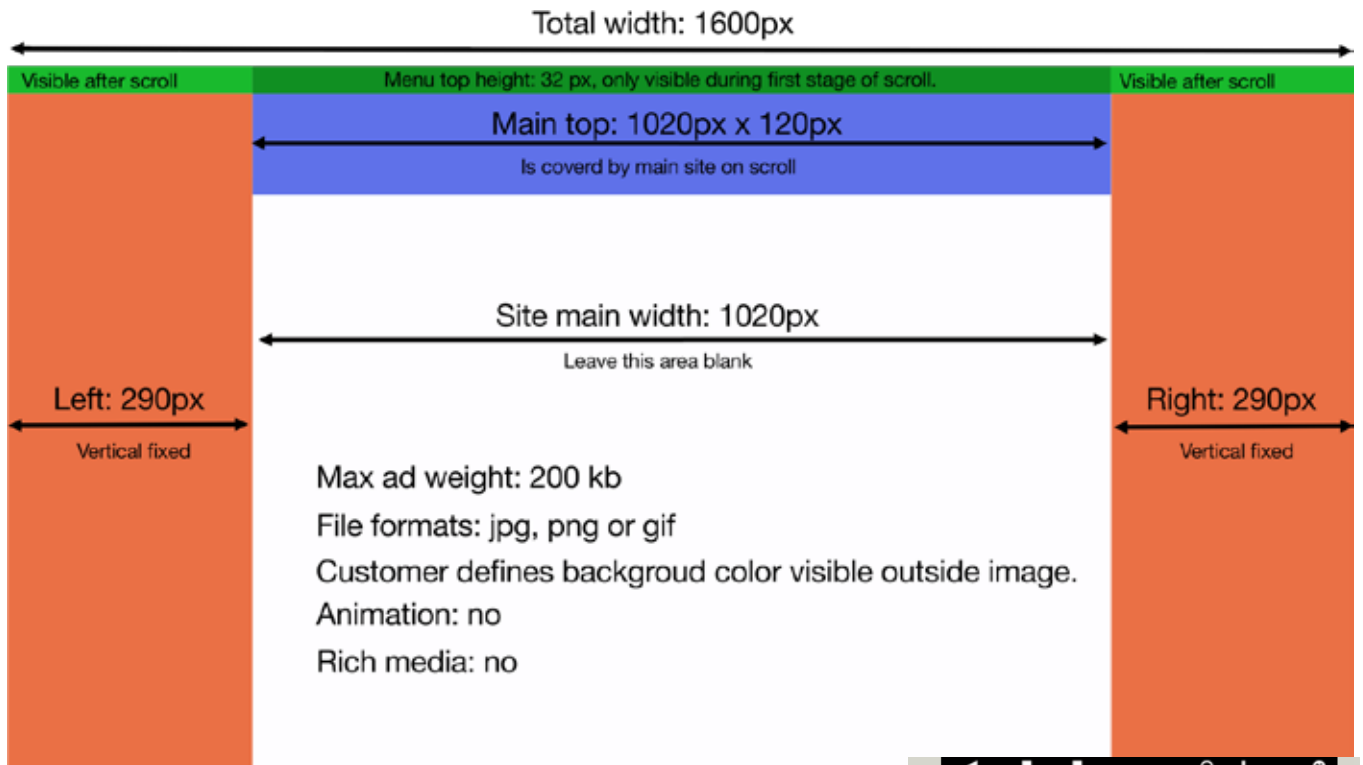 Total width: 1600px
Visible after scroll
Menu top height: 32 px, only visible during first stage of scroll.
Visible after scroll
Main top: 1020px x 120px
Is coverd by main site on scroll
Site main width: 1020px
Leave this area blank
Left: 290px
Vertical fixed
Right: 290px
Vertical fixed
Max ad weight: 200 kb
File formats: jpg, png or gif
Customer defines backgroud color visible outside image.
Animation: no
Rich media: no